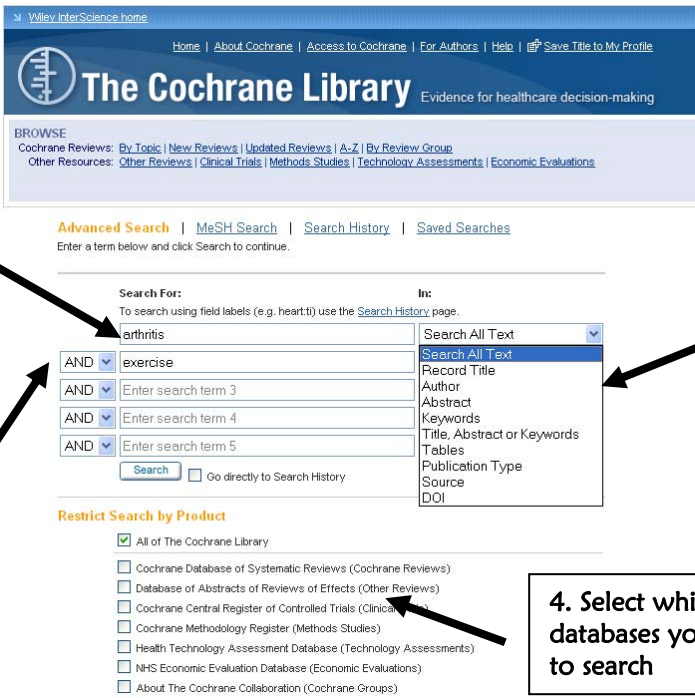 Wiley InterScience home
Home | About Cochrane | Access to Cochrane | For Authors | Help | Save Title to My Profile
The Cochrane Library Evidence for healthcare decision-making
BROWSE
Cochrane Reviews: By Topic | New Reviews | Updated Reviews | A-Z | By Review Group
Other Resources: Other Reviews | Clinical Trials | Methods Studies | Technology Assessments | Economic Evaluations
Advanced Search | MeSH Search | Search History | Saved Searches
Enter a term below and click Search to continue.
Search For: In:
To search using field labels (e.g. heart:ti) use the Search History page.
arthritis Search All Text
AND exercise
AND Enter search term 3
AND Enter search term 4
AND Enter search term 5
Search All Text
Record Title
Author
Abstract
Keywords
Title, Abstract or Keywords
Tables
Publication Type
Source
DOI
Search Go directly to Search History
Restrict Search by Product
All of The Cochrane Library
Cochrane Database of Systematic Reviews (Cochrane Reviews)
Database of Abstracts of Reviews of Effects (Other Reviews)
Cochrane Central Register of Controlled Trials (Clinical
Cochrane Methodology Register (Methods Studies)
Health Technology Assessment Database (Technology Assessments)
NHS Economic Evaluation Database (Economic Evaluations)
About The Cochrane Collaboration (Cochrane Groups)
4. Select whi
databases yo
to search